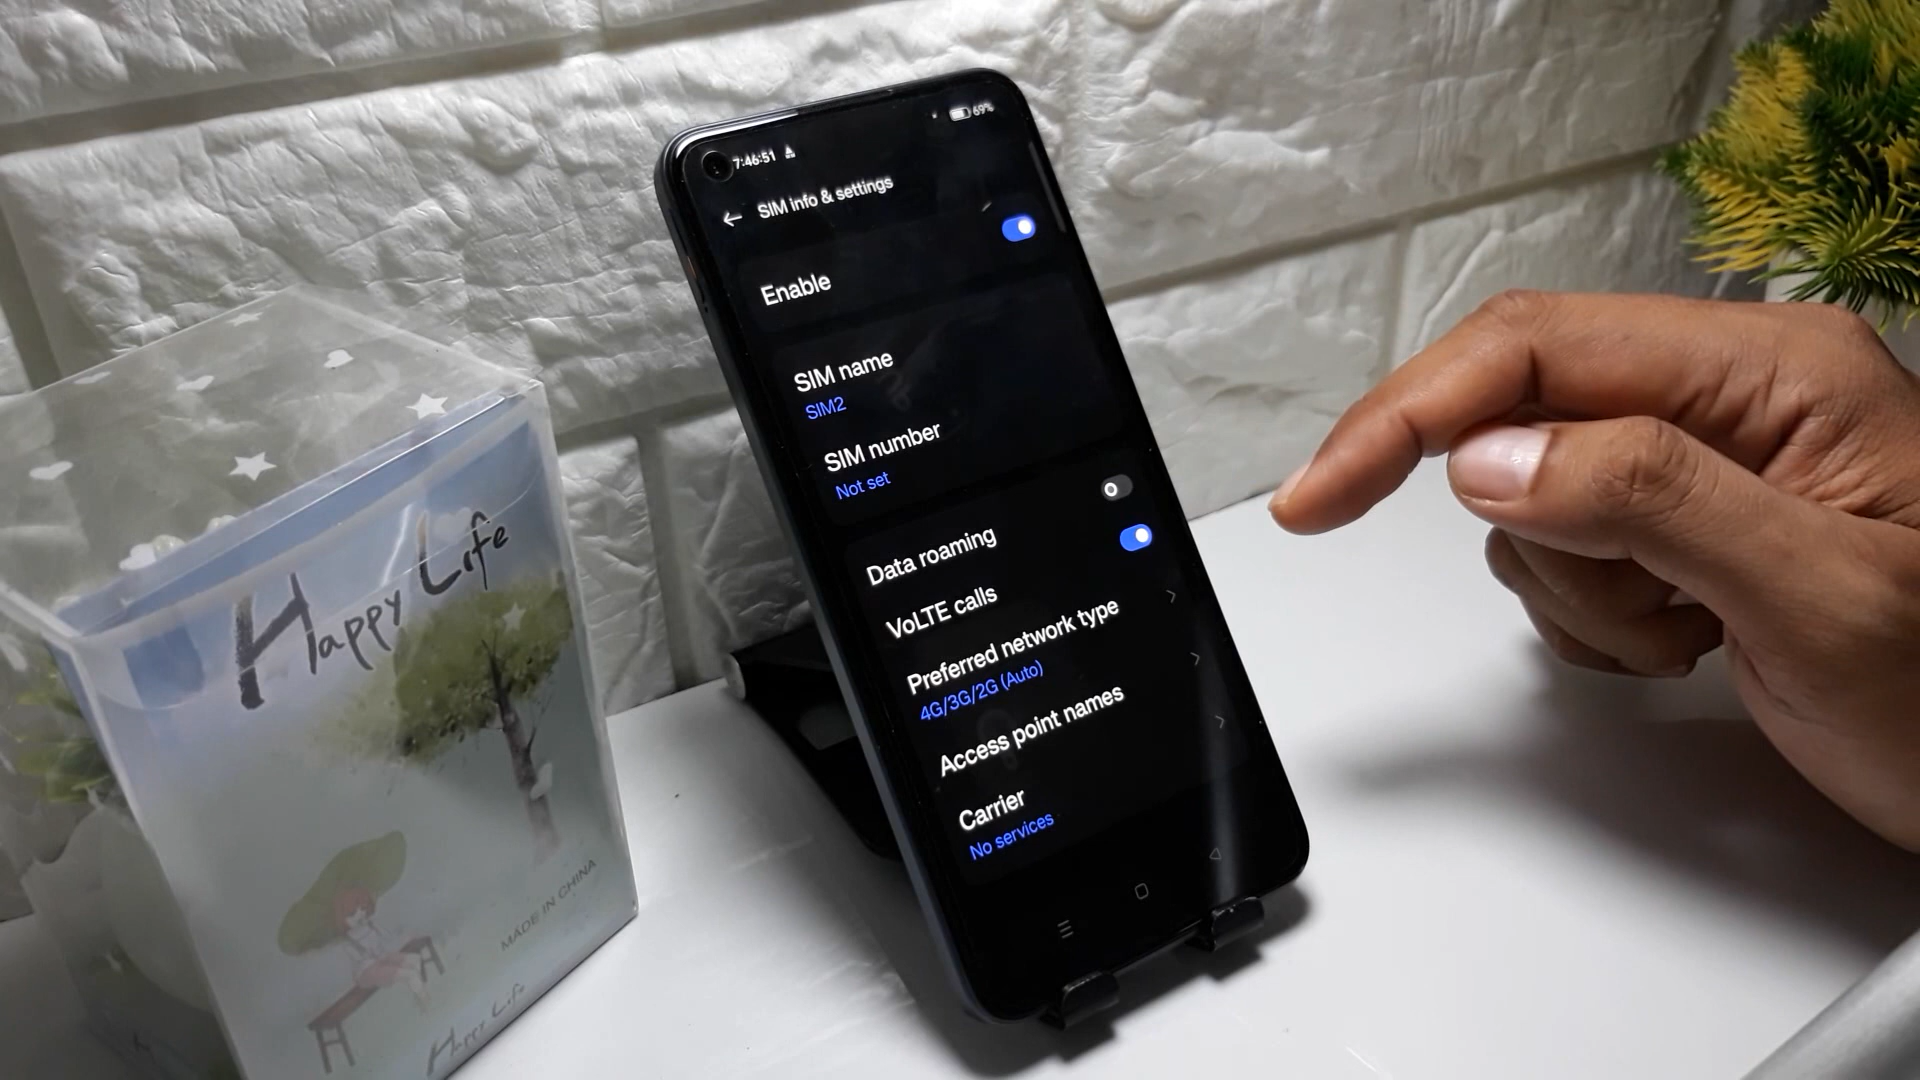 7:46:51
69%
SIM info & settings
Enable
SIM name
SIM2
SIM number
Not set
Data roaming
VoLTE calls
Preferred network type
4G/3G/2G (Auto)
Access point names
Carrier
No services
Happy Life
MADE IN CHINA
Happy Life